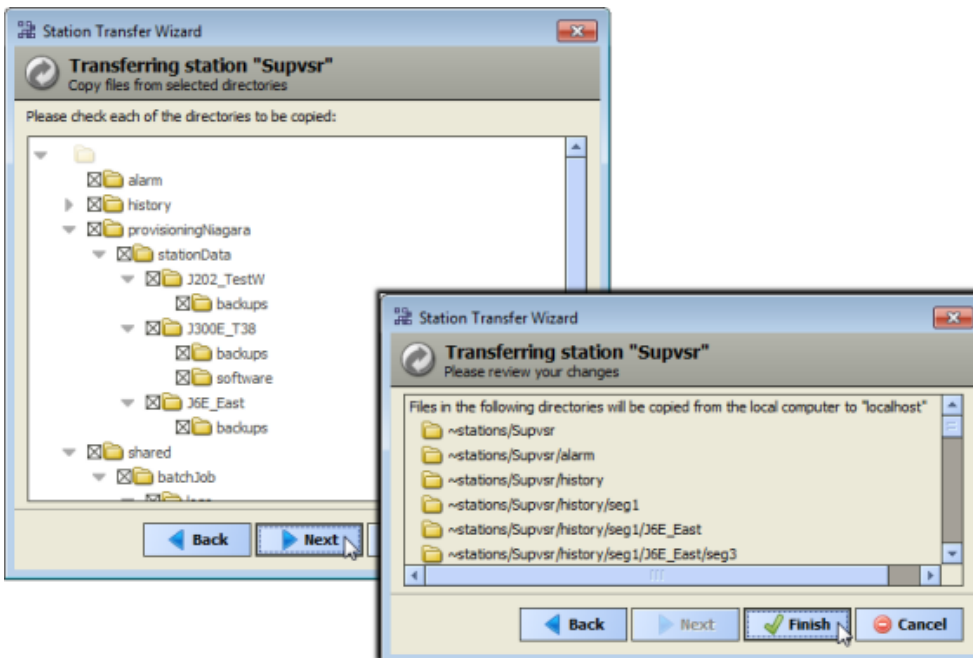 Station Transfer Wizard
Transferring station "Supvsr"
Copy files from selected directories
Please check each of the directories to be copied:
alarm
history
provisioningNiagara
stationData
J202_TestW
backups
J300E_T38
backups
software
J6E_East
backups
shared
batchJob
Back
Next
Station Transfer Wizard
Transferring station "Supvsr"
Please review your changes
Files in the following directories will be copied from the local computer to "localhost"
~stations/Supvsr
~stations/Supvsr/alarm
~stations/Supvsr/history
~stations/Supvsr/history/seg1
~stations/Supvsr/history/seg1/J6E_East
~stations/Supvsr/history/seg1/J6E_East/seg3
Back
Next
Finish
Cancel